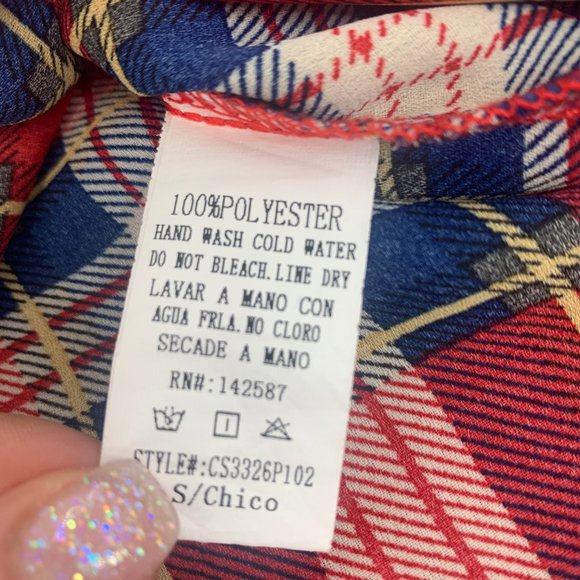 100%POLYESTER
HAND WASH COLD WATER
DO NOT BLEACH.LINE DRY
LAVAR A MANO CON
AGUA FRLA.NO CLORO
SECADE A MANO
RN#:142587
STYLE#:CS3326P102
S/Chico